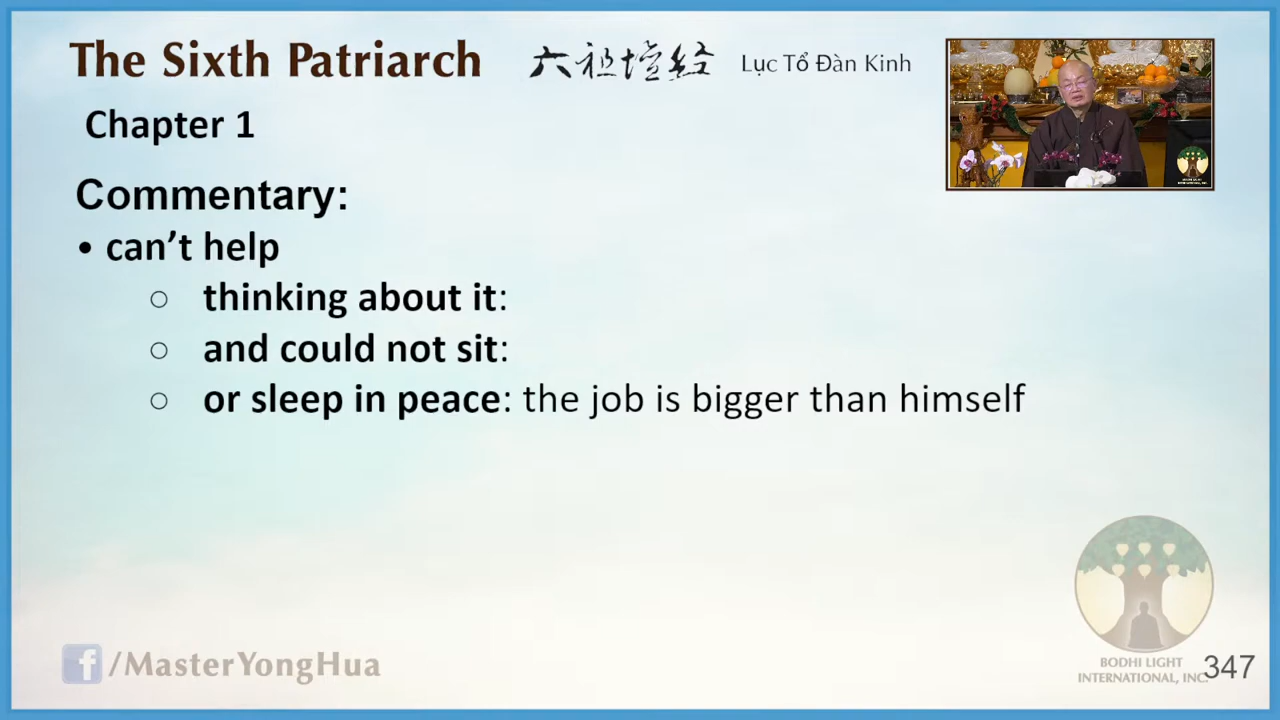 The Sixth Patriarch 六祖壇経 Lục Tổ Đàn Kinh
Chapter 1
Commentary:
• can't help
○ thinking about it:
○ and could not sit:
○ or sleep in peace: the job is bigger than himself
f/MasterYongHua
BODHI LIGHT
INTERNATIONAL, INC.
347